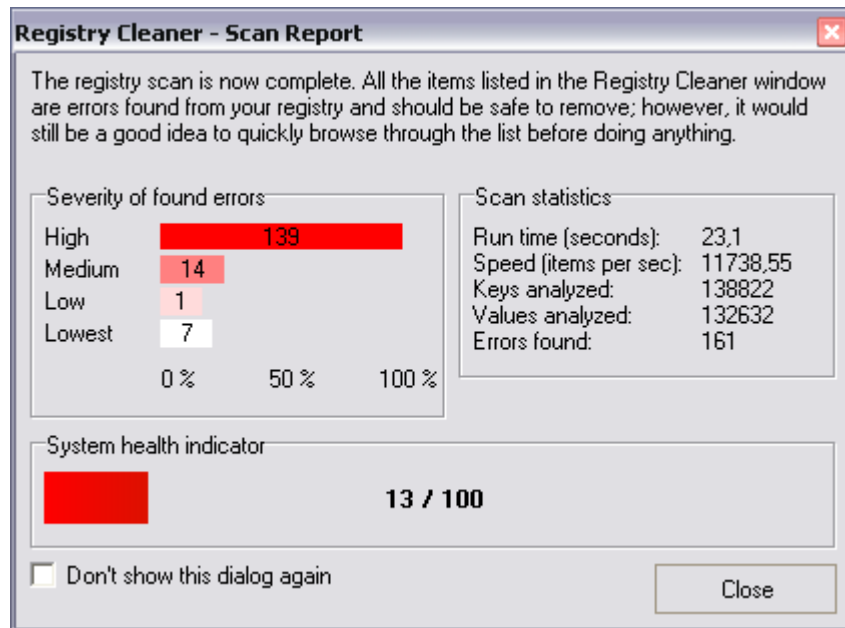 Registry Cleaner - Scan Report
The registry scan is now complete. All the items listed in the Registry Cleaner window
are errors found from your registry and should be safe to remove; however, it would
still be a good idea to quickly browse through the list before doing anything.
Severity of found errors
High 139
Medium 14
Low 1
Lowest 7
0 % 50 % 100 %
Scan statistics
Run time (seconds): 23,1
Speed (items per sec): 11738,55
Keys analyzed: 138822
Values analyzed: 132632
Errors found: 161
System health indicator
13 / 100
Don't show this dialog again
Close